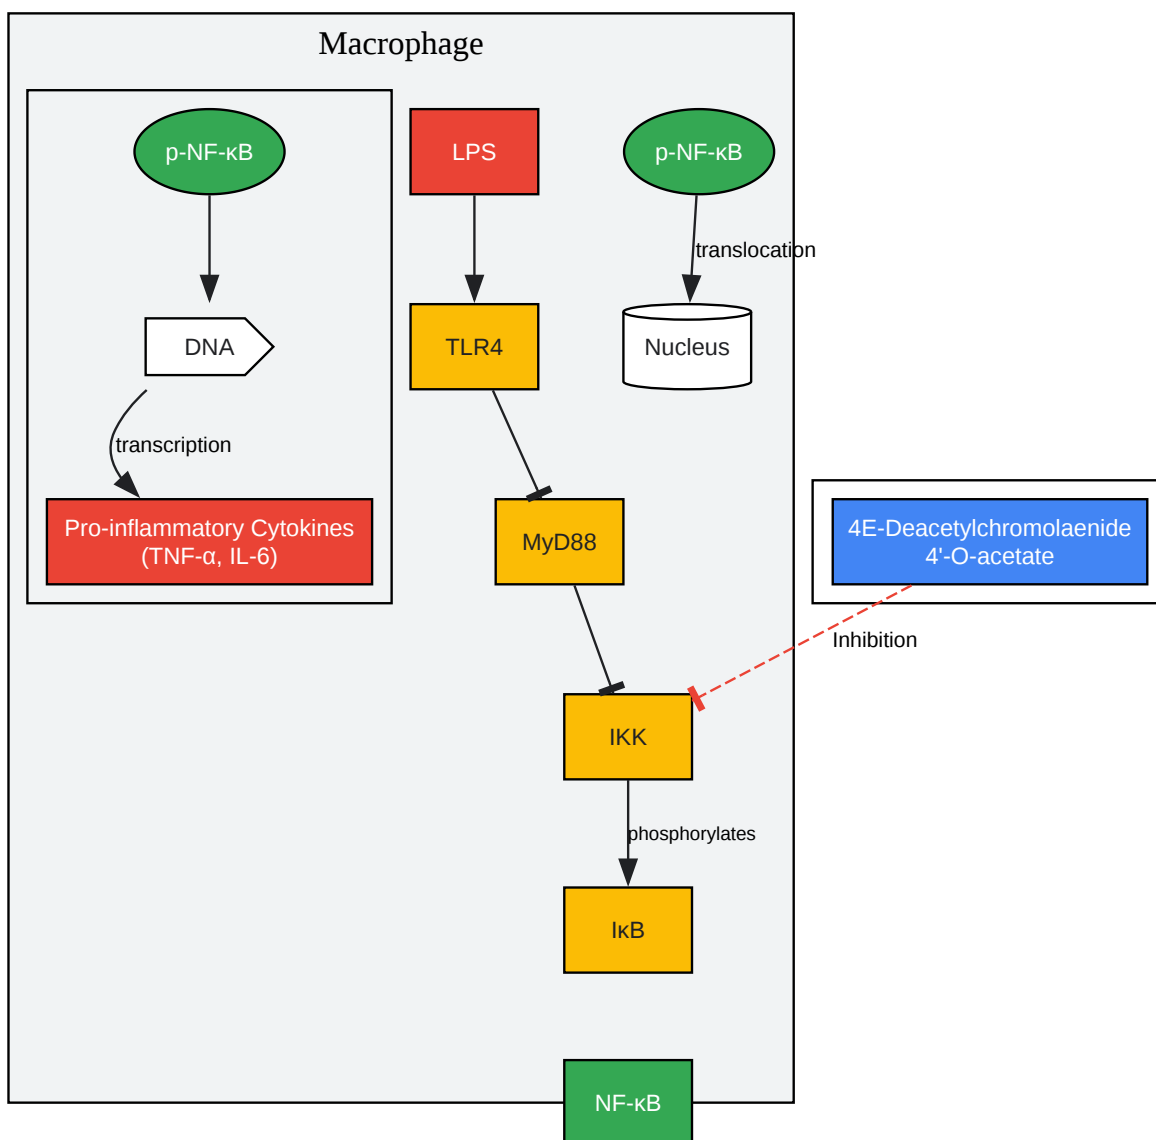 Macrophage
p-NF-κB
LPS
p-NF-κB
translocation
DNA
TLR4
Nucleus
transcription
Pro-inflammatory Cytokines
(TNF-α, IL-6)
MyD88
4E-Deacetylchromolaenide
4'-O-acetate
Inhibition
IKK
phosphorylates
IκB
NF-κB